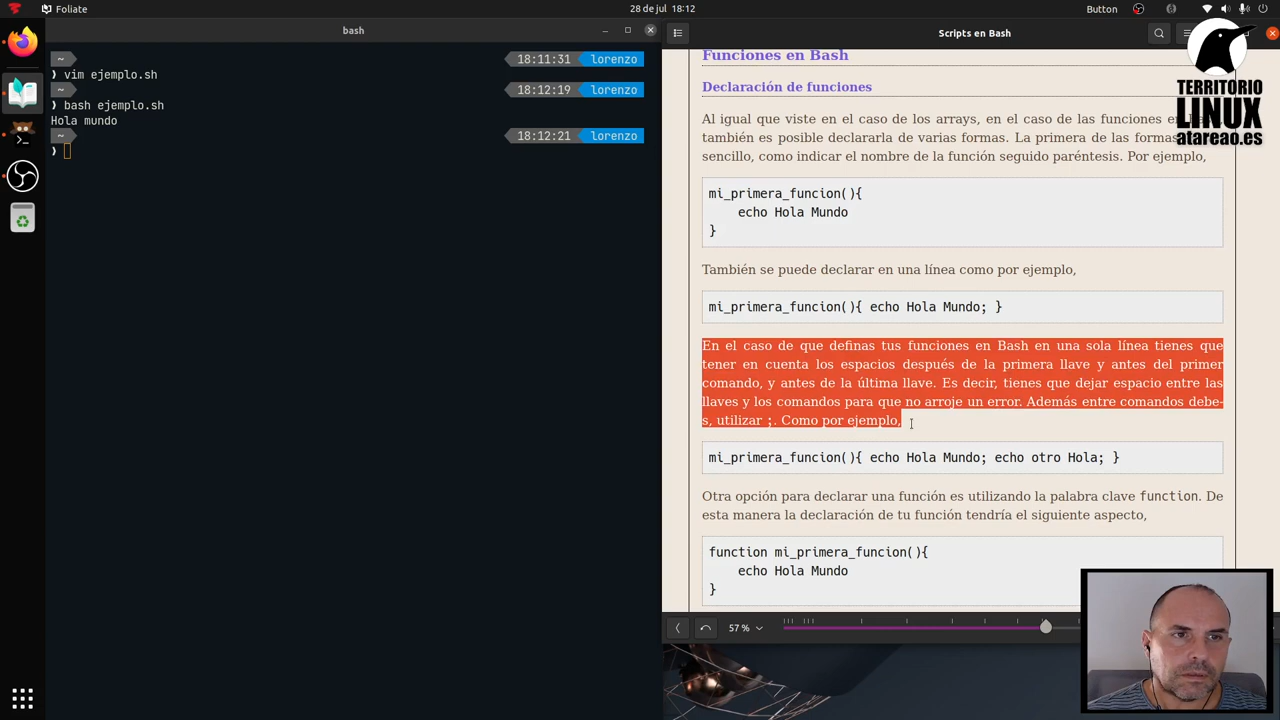 Foliate
28 de jul 18:12
Button
bash
~ 18:11:31 lorenzo
❯ vim ejemplo.sh
~ 18:12:19 lorenzo
❯ bash ejemplo.sh
Hola mundo
~ 18:12:21 lorenzo
❯
Scripts en Bash
TERRITORIO
LINUX
atareao.es
Funciones en Bash
Declaración de funciones
Al igual que viste en el caso de los arrays, en el caso de las funciones en
también es posible declararla de varias formas. La primera de las formas
sencillo, como indicar el nombre de la función seguido paréntesis. Por ejemplo,
mi_primera_funcion(){
echo Hola Mundo
}
También se puede declarar en una línea como por ejemplo,
mi_primera_funcion(){ echo Hola Mundo; }
En el caso de que definas tus funciones en Bash en una sola línea tienes que
tener en cuenta los espacios después de la primera llave y antes del primer
comando, y antes de la última llave. Es decir, tienes que dejar espacio entre las
llaves y los comandos para que no arroje un error. Además entre comandos debe-
s, utilizar ;. Como por ejemplo,
mi_primera_funcion(){ echo Hola Mundo; echo otro Hola; }
Otra opción para declarar una función es utilizando la palabra clave function. De
esta manera la declaración de tu función tendría el siguiente aspecto,
function mi_primera_funcion(){
echo Hola Mundo
}
57 %